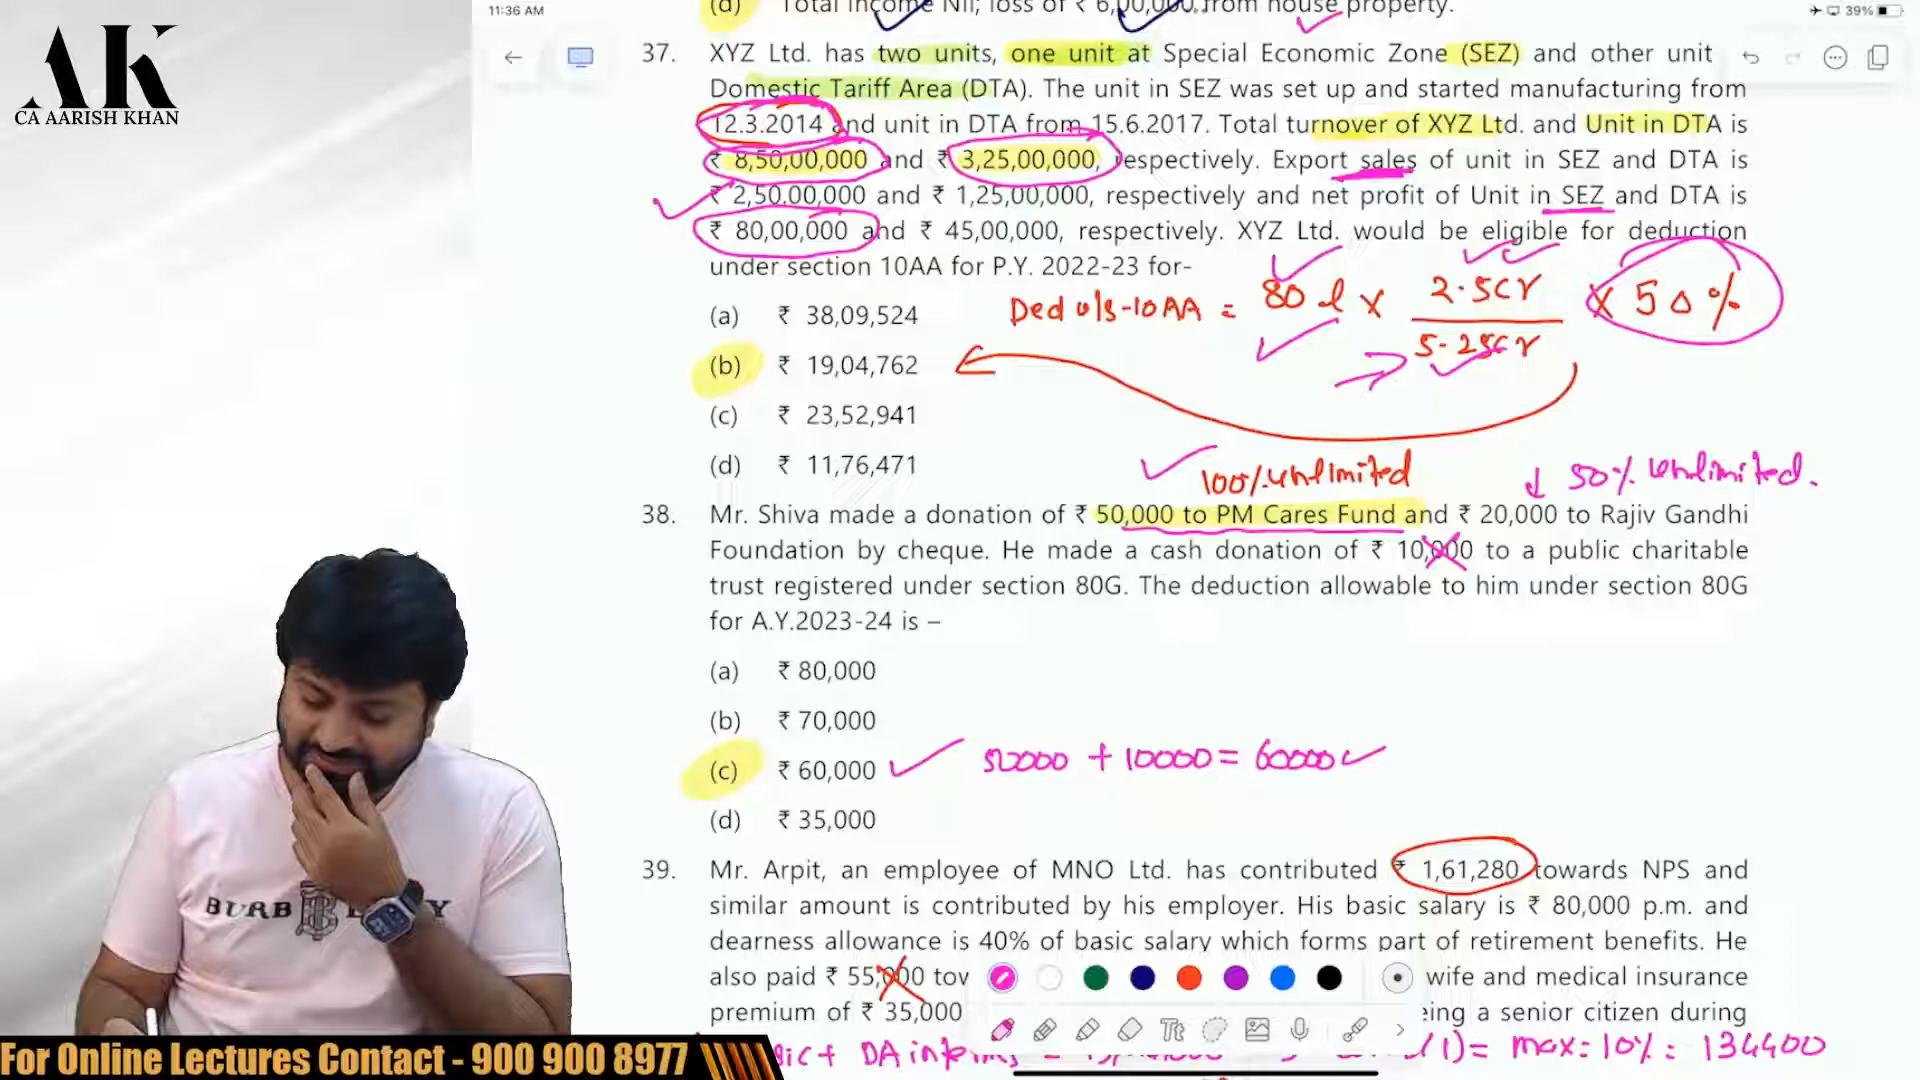 11:36 AM
39%
AK
CA AARISH KHAN
(d) Total Income Nil; loss of ₹ 6,00,000, from house property.
37. XYZ Ltd. has two units, one unit at Special Economic Zone (SEZ) and other unit
Domestic Tariff Area (DTA). The unit in SEZ was set up and started manufacturing from
12.3.2014 and unit in DTA from 15.6.2017. Total turnover of XYZ Ltd. and Unit in DTA is
₹ 8,50,00,000 and ₹ 3,25,00,000, respectively. Export sales of unit in SEZ and DTA is
₹ 2,50,00,000 and ₹ 1,25,00,000, respectively and net profit of Unit in SEZ and DTA is
₹ 80,00,000 and ₹ 45,00,000, respectively. XYZ Ltd. would be eligible for deduction
under section 10AA for P.Y. 2022-23 for-
Ded u/s-10AA = 80 l x 2.5cr / 5.25cr x 50%
(a) ₹ 38,09,524
(b) ₹ 19,04,762
(c) ₹ 23,52,941
(d) ₹ 11,76,471
100% unlimited ↓ 50% unlimited.
38. Mr. Shiva made a donation of ₹ 50,000 to PM Cares Fund and ₹ 20,000 to Rajiv Gandhi
Foundation by cheque. He made a cash donation of ₹ 10,000 to a public charitable
trust registered under section 80G. The deduction allowable to him under section 80G
for A.Y.2023-24 is –
(a) ₹ 80,000
(b) ₹ 70,000
(c) ₹ 60,000 50000 + 10000 = 60000
(d) ₹ 35,000
39. Mr. Arpit, an employee of MNO Ltd. has contributed ₹ 1,61,280 towards NPS and
similar amount is contributed by his employer. His basic salary is ₹ 80,000 p.m. and
dearness allowance is 40% of basic salary which forms part of retirement benefits. He
also paid ₹ 55,000 tow wife and medical insurance
premium of ₹ 35,000 eing a senior citizen during
DA (1) = max = 10% = 134400
Tt
BURB RY
For Online Lectures Contact - 900 900 8977